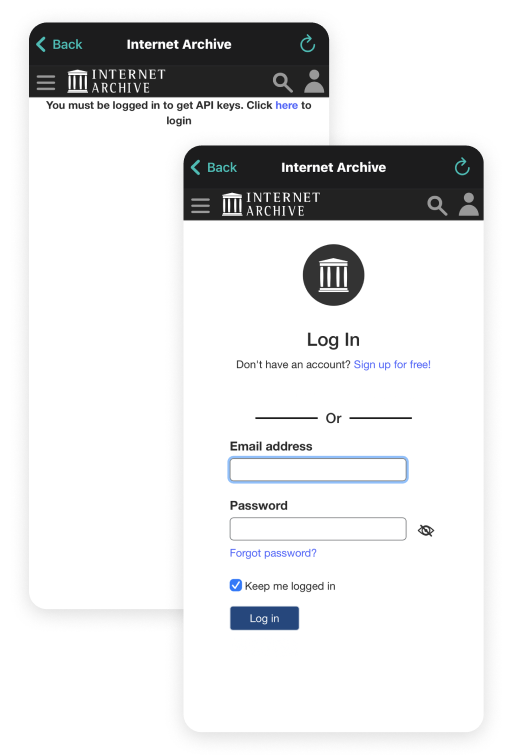 Back
Internet Archive
INTERNET
ARCHIVE
You must be logged in to get API keys. Click here to
login
Back
Internet Archive
INTERNET
ARCHIVE
Log In
Don't have an account? Sign up for free!
Or
Email address
Password
Forgot password?
Keep me logged in
Log in